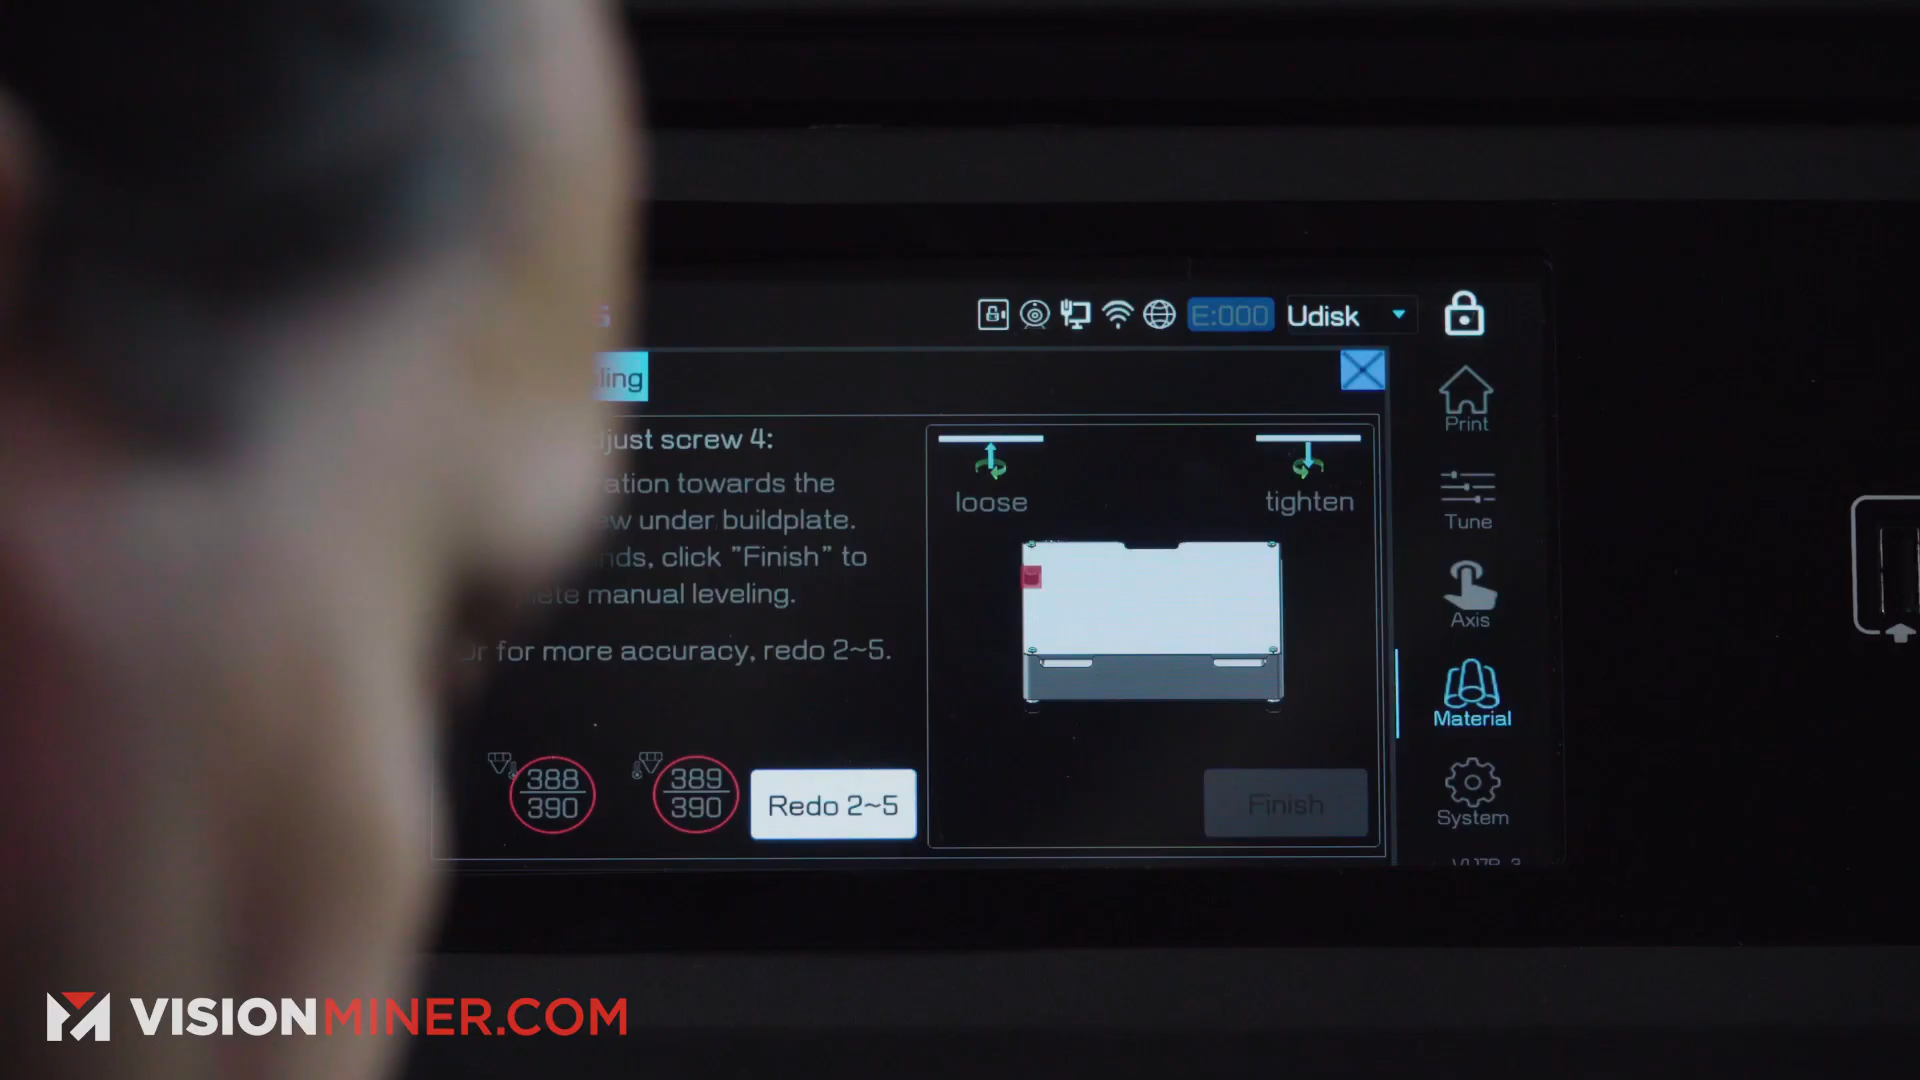 E:000 Udisk
ling
just screw 4:
ation towards the
ew under buildplate.
nds, click "Finish" to
lete manual leveling.
r for more accuracy, redo 2~5.
loose
tighten
388
390
389
390
Redo 2~5
Finish
Print
Tune
Axis
Material
System
VISIONMINER.COM